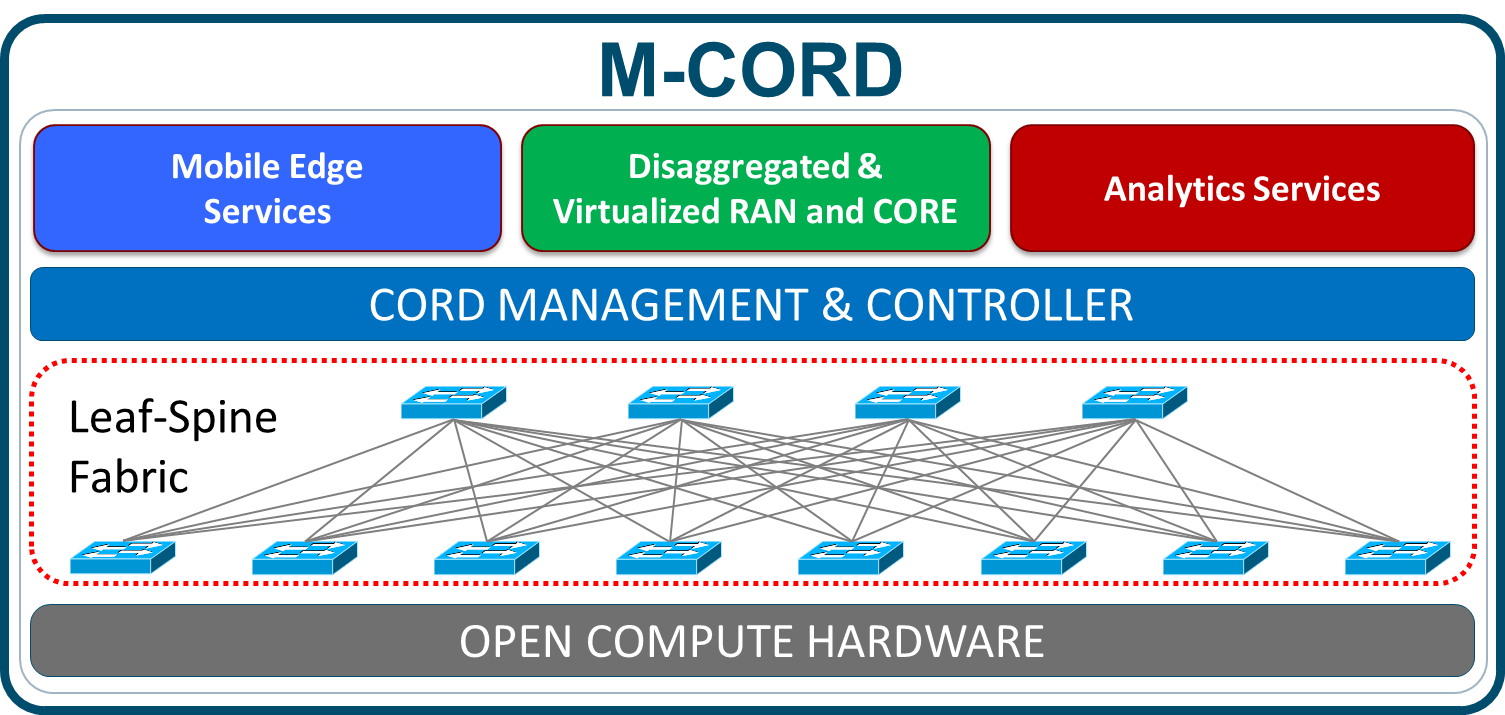 M-CORD
Mobile Edge
Services
Disaggregated &
Virtualized RAN and CORE
Analytics Services
CORD MANAGEMENT & CONTROLLER
Leaf-Spine
Fabric
OPEN COMPUTE HARDWARE